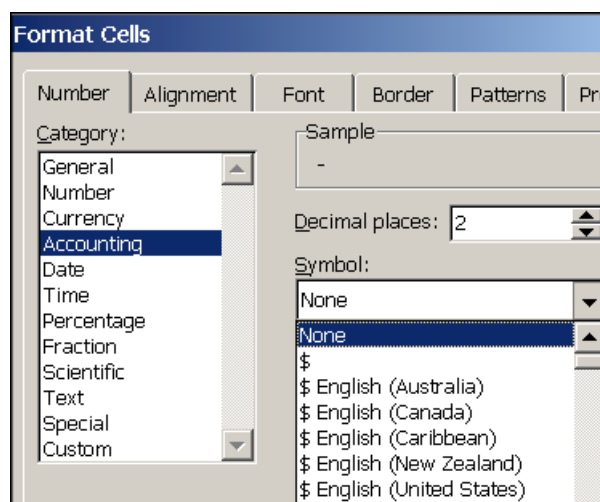 Format Cells
Number Alignment Font Border Patterns Pr
Category:
General
Number
Currency
Accounting
Date
Time
Percentage
Fraction
Scientific
Text
Special
Custom
Sample
-
Decimal places: 2
Symbol:
None
None
$
$ English (Australia)
$ English (Canada)
$ English (Caribbean)
$ English (New Zealand)
$ English (United States)